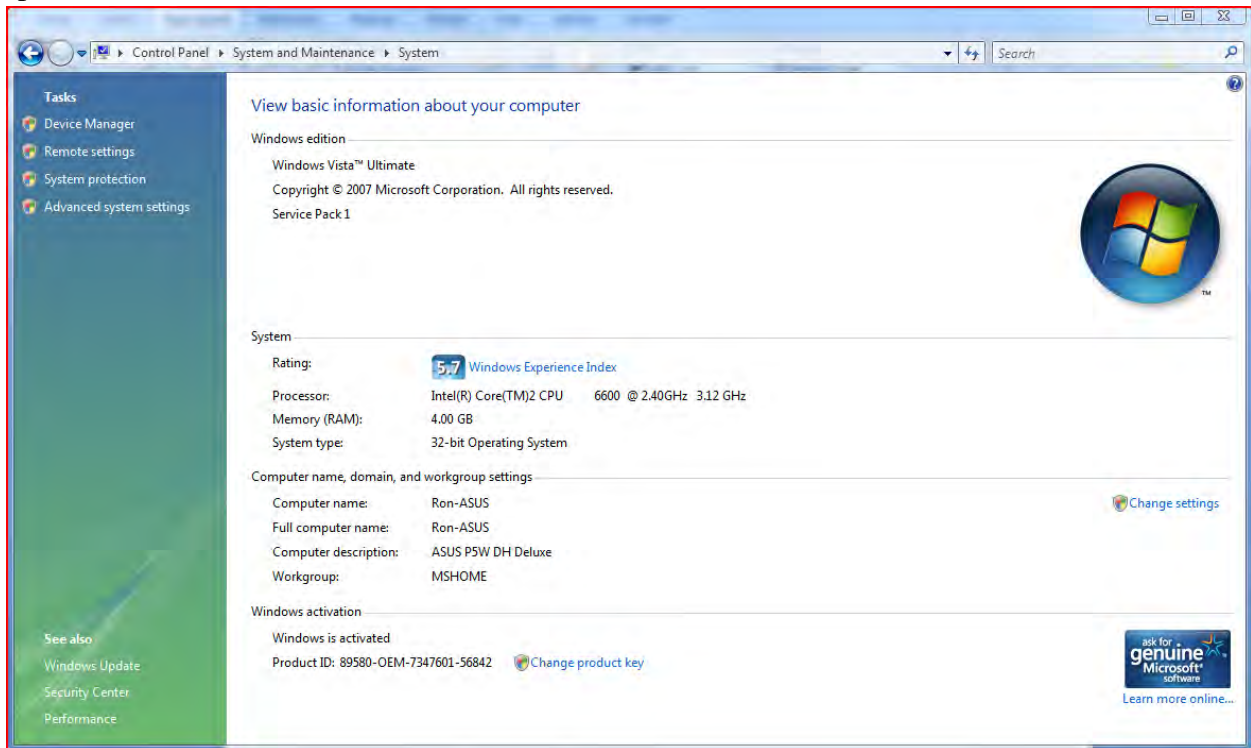 Control Panel ▸ System and Maintenance ▸ System
Search
Tasks
Device Manager
Remote settings
System protection
Advanced system settings
See also
Windows Update
Security Center
Performance
View basic information about your computer
Windows edition
Windows Vista™ Ultimate
Copyright © 2007 Microsoft Corporation. All rights reserved.
Service Pack 1
TM
System
Rating: 5.7 Windows Experience Index
Processor: Intel(R) Core(TM)2 CPU 6600 @ 2.40GHz 3.12 GHz
Memory (RAM): 4.00 GB
System type: 32-bit Operating System
Computer name, domain, and workgroup settings
Computer name: Ron-ASUS
Change settings
Full computer name: Ron-ASUS
Computer description: ASUS P5W DH Deluxe
Workgroup: MSHOME
Windows activation
Windows is activated
Product ID: 89580-OEM-7347601-56842 Change product key
ask for
genuine
Microsoft®
software
Learn more online...